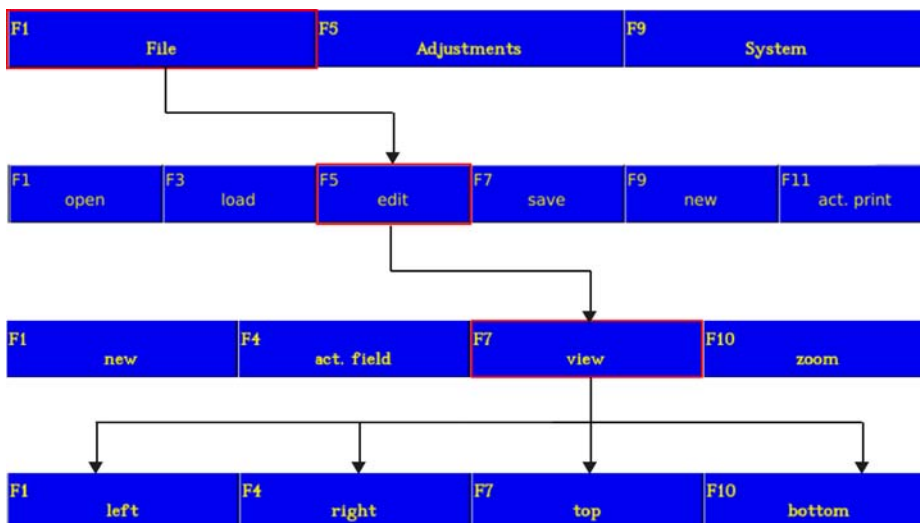 F1 F5 F9
File Adjustments System
F1 F3 F5 F7 F9 F11
open load edit save new act. print
F1 F4 F7 F10
new act. field view zoom
F1 F4 F7 F10
left right top bottom